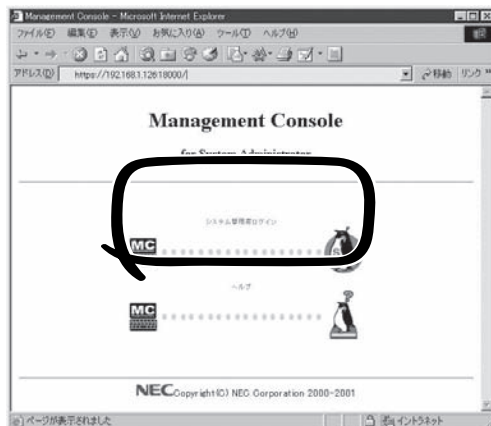 Management Console - Microsoft Internet Explorer
ファイル(F) 編集(E) 表示(V) お気に入り(A) ツール(T) ヘルプ(H)
アドレス(D) https://192.168.1.126:18000/ 移動 リンク »
Management Console
for System Administrator
システム管理者ログイン
MC
ヘルプ
MC
NEC Copyright(C) NEC Corporation 2000-2001
ページが表示されました イントラネット